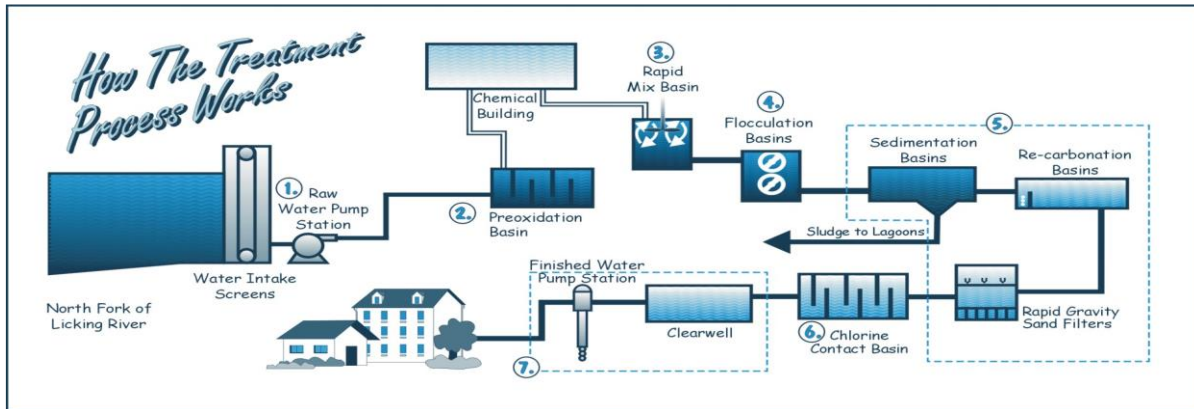 How The Treatment
Process Works
North Fork of
Licking River
Water Intake
Screens
1. Raw
Water Pump
Station
2. Preoxidation
Basin
Chemical
Building
3.
Rapid
Mix Basin
4.
Flocculation
Basins
5.
Sedimentation
Basins
Re-carbonation
Basins
Sludge to Lagoons
Rapid Gravity
Sand Filters
6. Chlorine
Contact Basin
Clearwell
Finished Water
Pump Station
7.